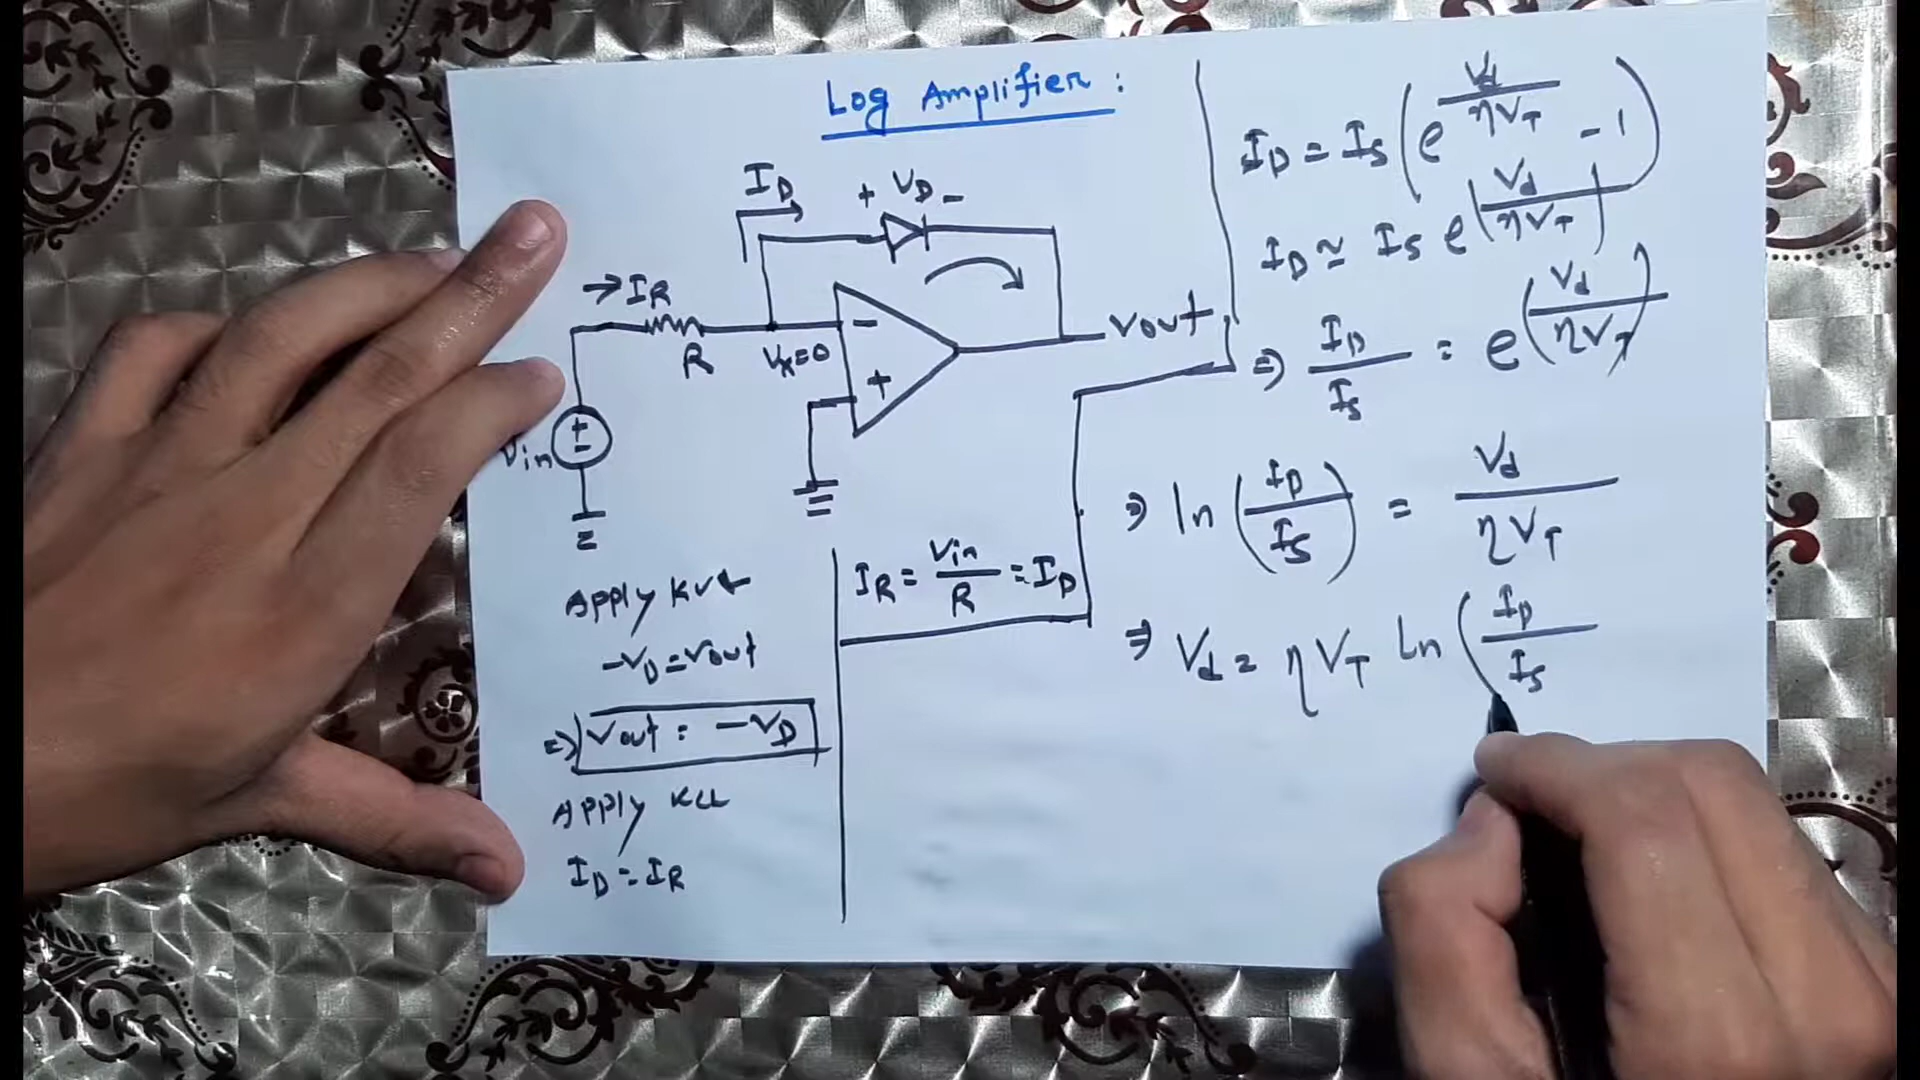 Log Amplifier :
I_D
+ V_D -
→ I_R
R
V_x=0
-
+
Vout
Vin
+
-
Apply KVL
-V_D = Vout
⇒ Vout = -V_D
Apply KCL
I_D = I_R
I_R = Vin/R = I_D
I_D = I_S (e^(V_d/ηV_T) - 1)
I_D ≃ I_S e^(V_d/ηV_T)
⇒ I_D/I_S = e^(V_d/ηV_T)
⇒ ln (I_D/I_S) = V_d/ηV_T
⇒ V_d = ηV_T ln (I_D/I_S